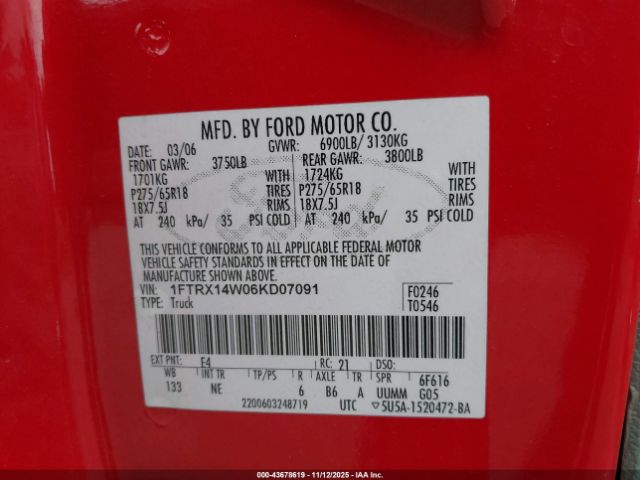 MFD. BY FORD MOTOR CO.
DATE: 03/06 GVWR: 6900LB/ 3130KG
FRONT GAWR: 3750LB REAR GAWR: 3800LB
1701KG WITH 1724KG WITH
P275/65R18 TIRES P275/65R18 TIRES
18X7.5J RIMS 18X7.5J RIMS
AT 240 kPa/ 35 PSI COLD AT 240 kPa/ 35 PSI COLD
THIS VEHICLE CONFORMS TO ALL APPLICABLE FEDERAL MOTOR
VEHICLE SAFETY STANDARDS IN EFFECT ON THE DATE OF
MANUFACTURE SHOWN ABOVE.
VIN: 1FTRX14W06KD07091 F0246
TYPE: Truck T0546
EXT PNT: F4 RC: 21
WB INT TR TP/PS R AXLE TR SPR 6F616
133 NE 6 B6 A UUMM G05
2200603248719 UTC 5U5A-1520472-BA
000-43678619 - 11/12/2025 - IAA Inc.